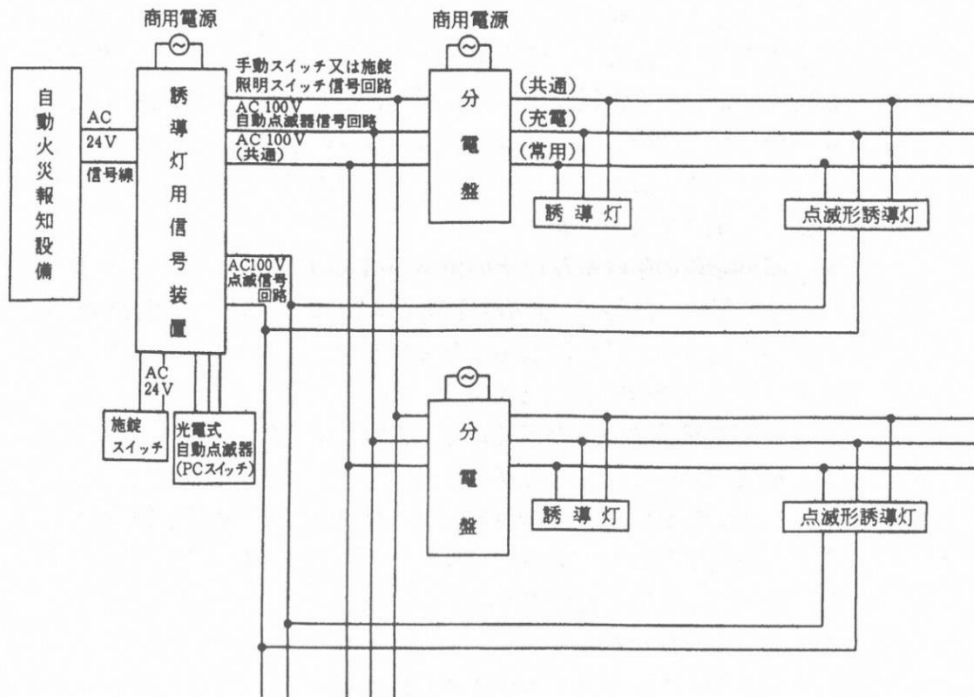 商用電源
商用電源
自動火災報知設備
AC
24V
信号線
誘導灯用信号装置
手動スイッチ又は施錠
照明スイッチ信号回路
AC 100V
自動点滅器信号回路
AC 100V
(共通)
AC100V
点滅信号
回路
分電盤
(共通)
(充電)
(常用)
誘導灯
点滅形誘導灯
AC
24V
施錠
スイッチ
光電式
自動点滅器
(PCスイッチ)
分電盤
誘導灯
点滅形誘導灯